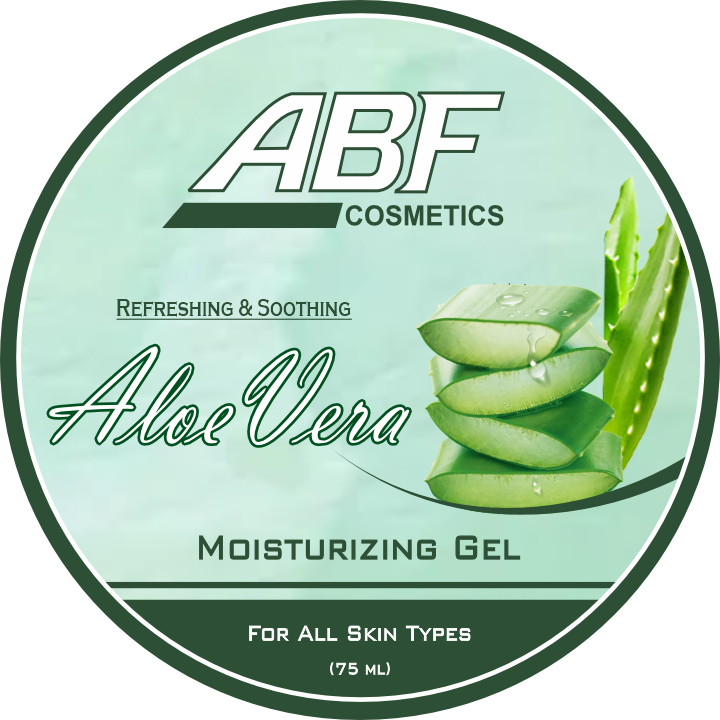 ABF
COSMETICS
REFRESHING & SOOTHING
Aloe Vera
MOISTURIZING GEL
FOR ALL SKIN TYPES
(75 ML)